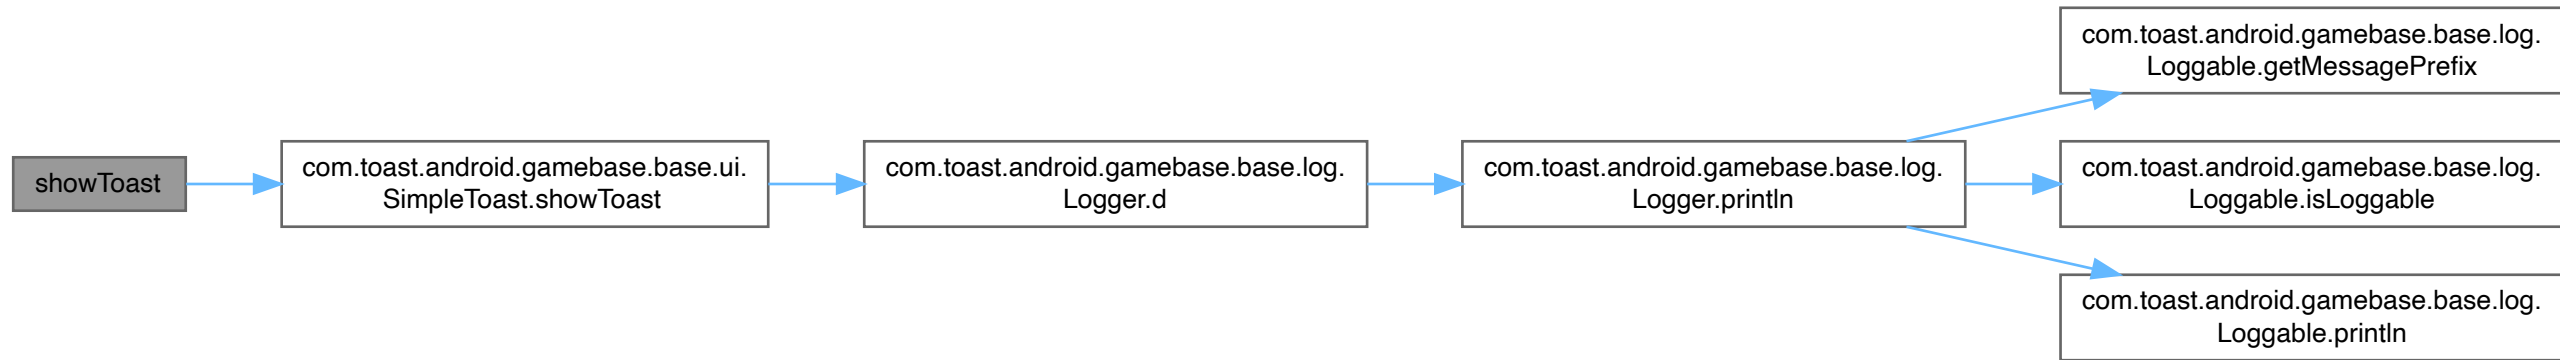 showToast
com.toast.android.gamebase.base.ui.
SimpleToast.showToast
com.toast.android.gamebase.base.log.
Logger.d
com.toast.android.gamebase.base.log.
Logger.println
com.toast.android.gamebase.base.log.
Loggable.getMessagePrefix
com.toast.android.gamebase.base.log.
Loggable.isLoggable
com.toast.android.gamebase.base.log.
Loggable.println